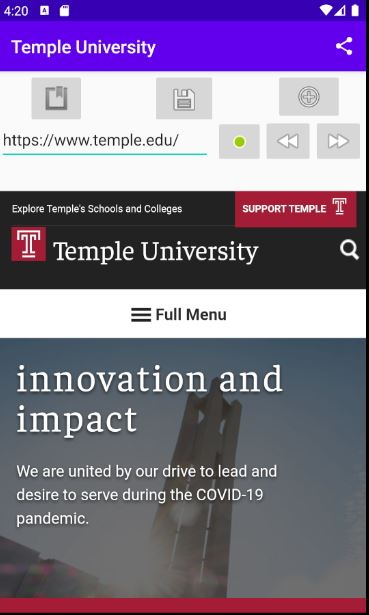 4:20
Temple University
https://www.temple.edu/
Explore Temple's Schools and Colleges
SUPPORT TEMPLE
Temple University
Full Menu
innovation and
impact
We are united by our drive to lead and
desire to serve during the COVID-19
pandemic.